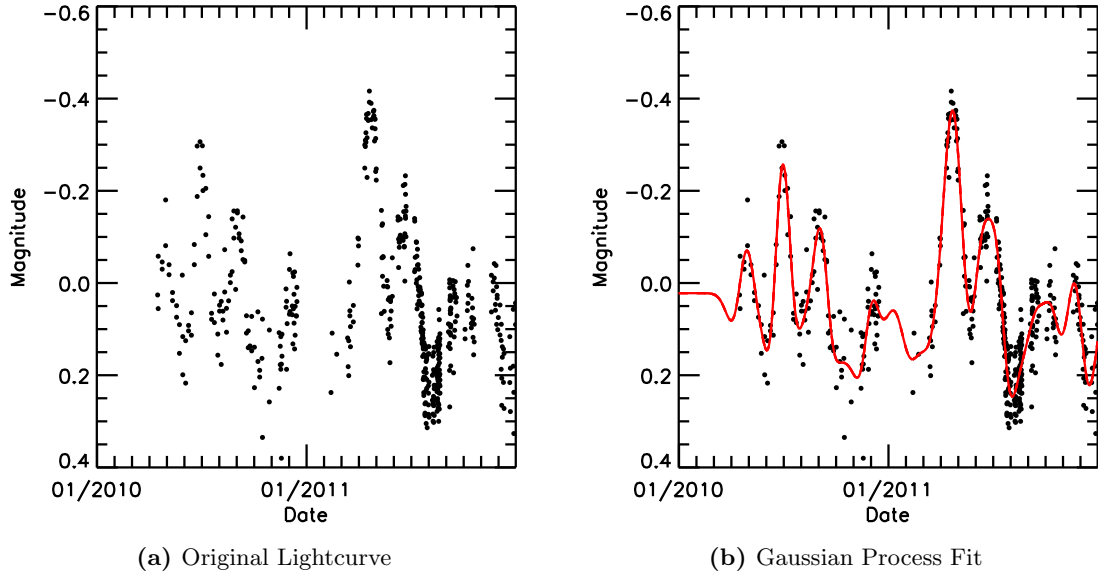 −0.6
−0.4
−0.2
0.0
0.2
0.4
Magnitude
01/2010
01/2011
Date
(a) Original Lightcurve
−0.6
−0.4
−0.2
0.0
0.2
0.4
Magnitude
01/2010
01/2011
Date
(b) Gaussian Process Fit